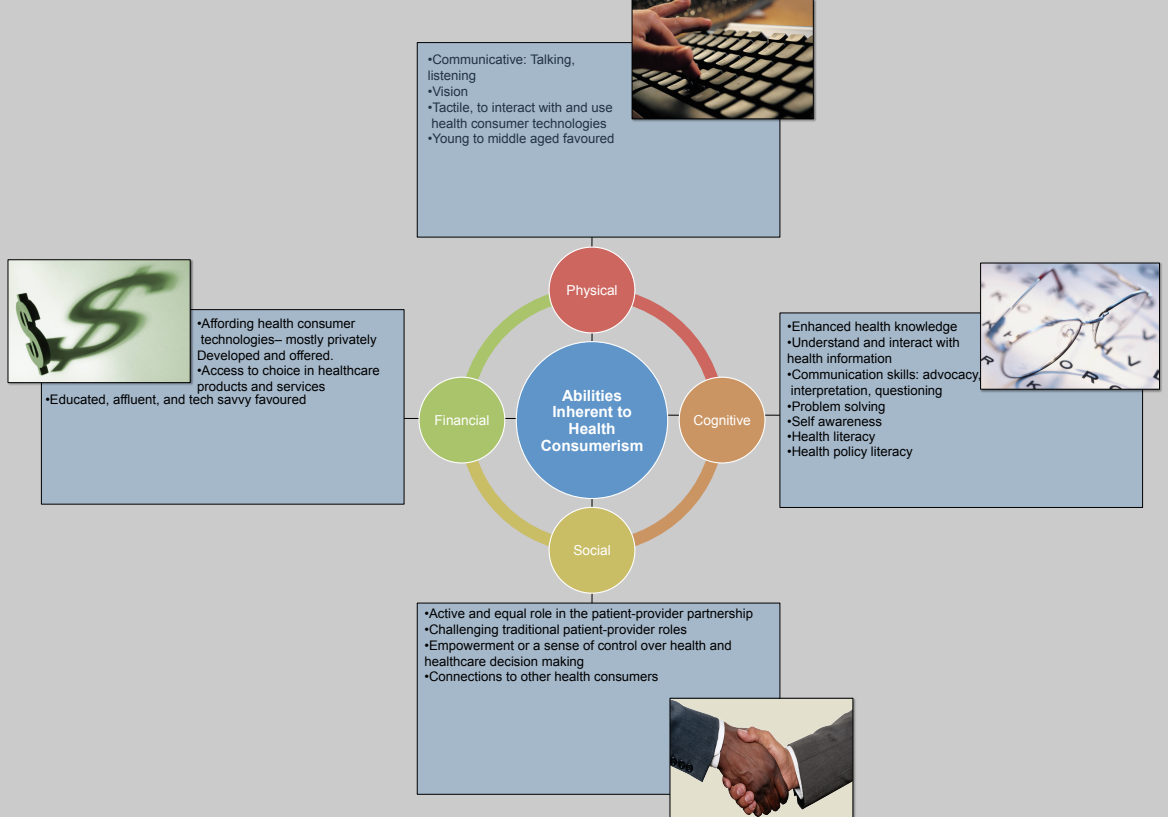 •Communicative: Talking,
listening
•Vision
•Tactile, to interact with and use
health consumer technologies
•Young to middle aged favoured
Physical
•Affording health consumer
technologies– mostly privately
Developed and offered.
•Access to choice in healthcare
products and services
•Educated, affluent, and tech savvy favoured
Financial
Abilities
Inherent to
Health
Consumerism
Cognitive
•Enhanced health knowledge
•Understand and interact with
health information
•Communication skills: advocacy,
interpretation, questioning
•Problem solving
•Self awareness
•Health literacy
•Health policy literacy
Social
•Active and equal role in the patient-provider partnership
•Challenging traditional patient-provider roles
•Empowerment or a sense of control over health and
healthcare decision making
•Connections to other health consumers